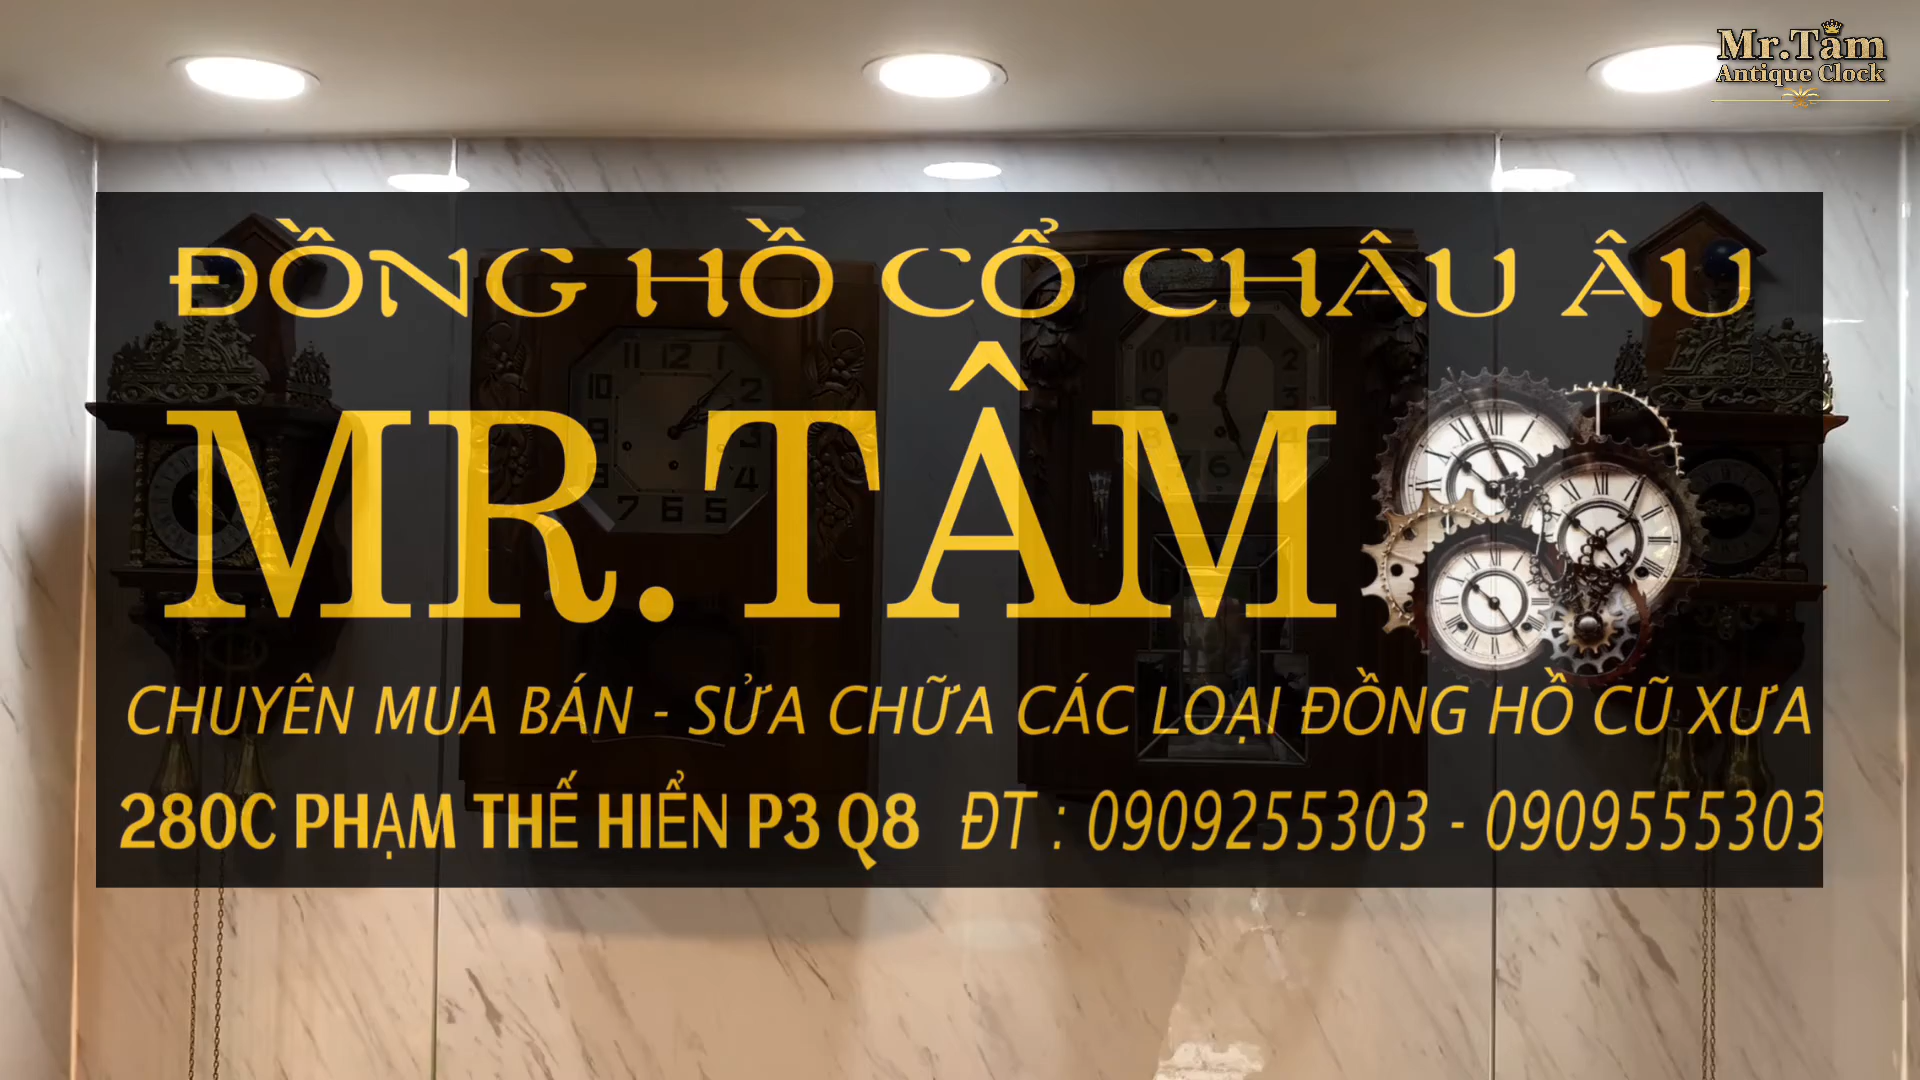 Mr.Tâm
Antique Clock
ĐỒNG HỒ CỔ CHÂU ÂU
MR.TÂM
CHUYÊN MUA BÁN - SỬA CHỮA CÁC LOẠI ĐỒNG HỒ CŨ XƯA
280C PHẠM THẾ HIỂN P3 Q8 ĐT : 0909255303 - 0909555303